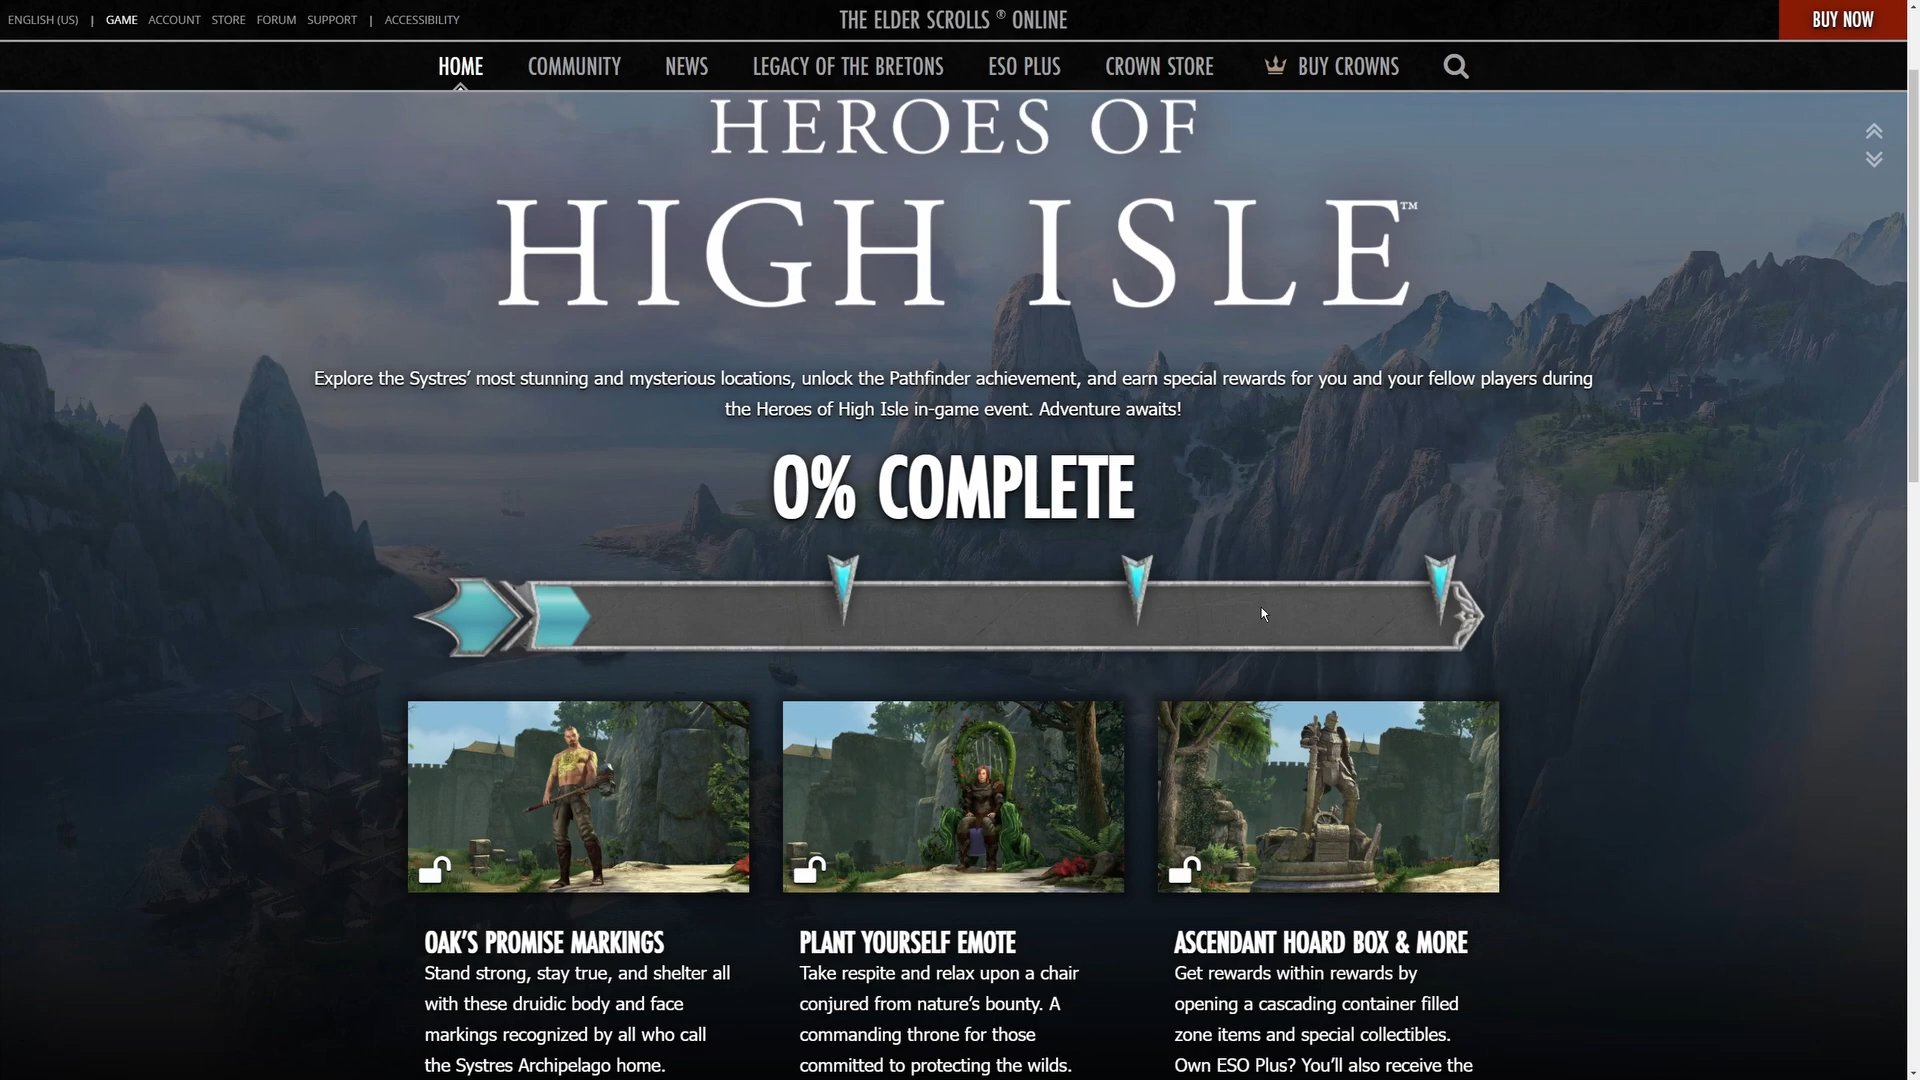 ENGLISH (US) | GAME ACCOUNT STORE FORUM SUPPORT | ACCESSIBILITY
THE ELDER SCROLLS ® ONLINE
BUY NOW
HOME COMMUNITY NEWS LEGACY OF THE BRETONS ESO PLUS CROWN STORE BUY CROWNS
HEROES OF
HIGH ISLE™
Explore the Systres’ most stunning and mysterious locations, unlock the Pathfinder achievement, and earn special rewards for you and your fellow players during
the Heroes of High Isle in-game event. Adventure awaits!
0% COMPLETE
OAK’S PROMISE MARKINGS
Stand strong, stay true, and shelter all
with these druidic body and face
markings recognized by all who call
the Systres Archipelago home.
PLANT YOURSELF EMOTE
Take respite and relax upon a chair
conjured from nature’s bounty. A
commanding throne for those
committed to protecting the wilds.
ASCENDANT HOARD BOX & MORE
Get rewards within rewards by
opening a cascading container filled
zone items and special collectibles.
Own ESO Plus? You’ll also receive the